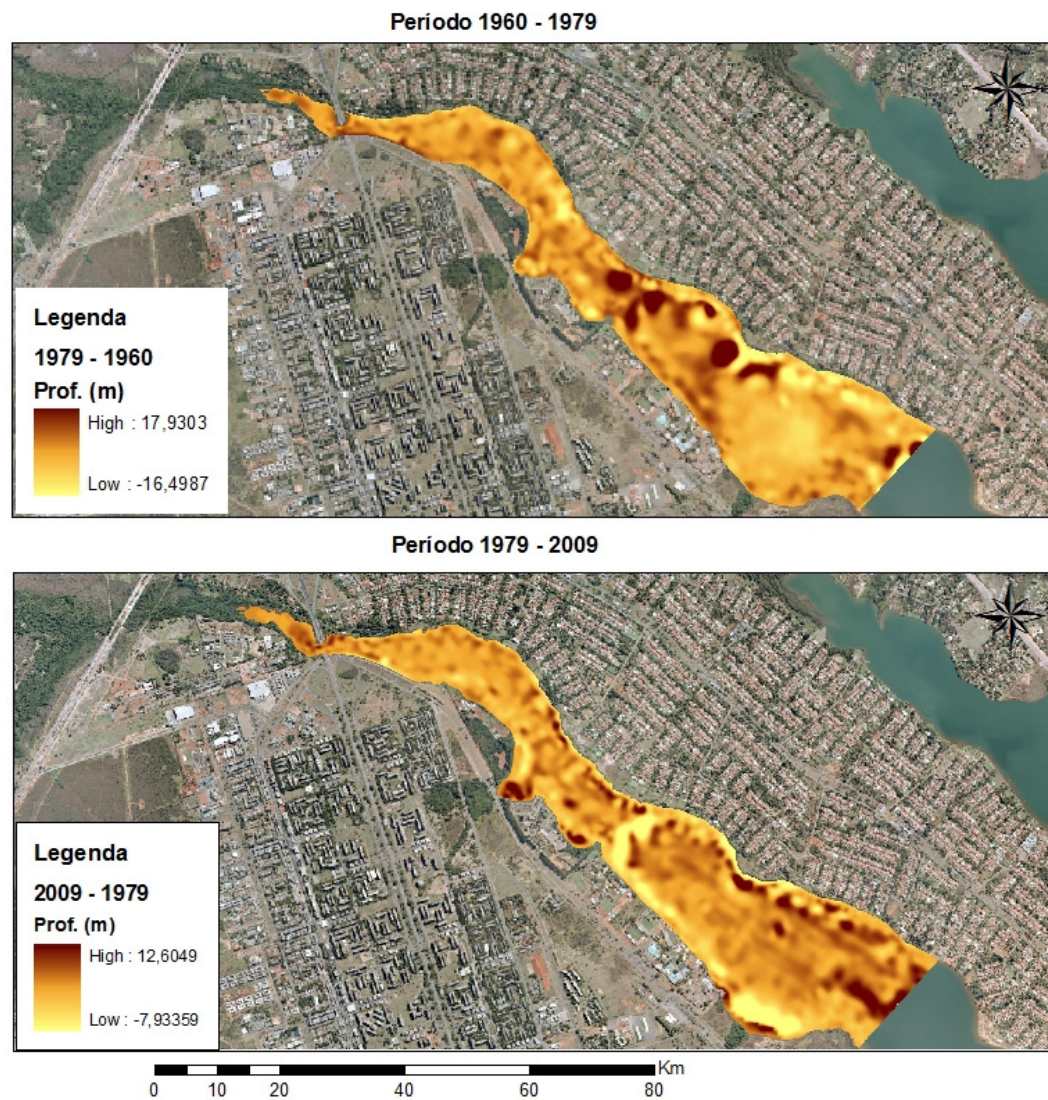 Período 1960 - 1979
Legenda
1979 - 1960
Prof. (m)
High : 17,9303
Low : -16,4987
Período 1979 - 2009
Legenda
2009 - 1979
Prof. (m)
High : 12,6049
Low : -7,93359
Km
0 10 20 40 60 80